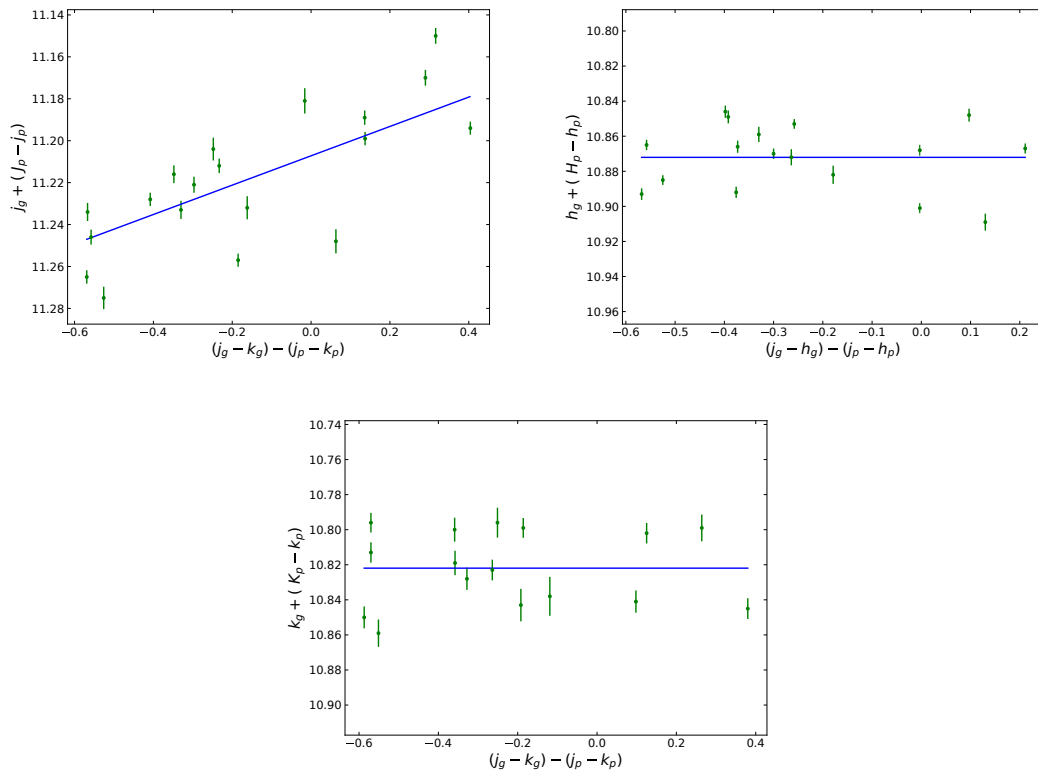 11.14
11.16
11.18
11.20
11.22
11.24
11.26
11.28
j_g + ( J_p − j_p)
−0.6 −0.4 −0.2 0.0 0.2 0.4
(j_g − k_g) − (j_p − k_p)
10.80
10.82
10.84
10.86
10.88
10.90
10.92
10.94
10.96
h_g + ( H_p − h_p)
−0.6 −0.5 −0.4 −0.3 −0.2 −0.1 0.0 0.1 0.2
(j_g − h_g) − (j_p − h_p)
10.74
10.76
10.78
10.80
10.82
10.84
10.86
10.88
10.90
k_g + ( K_p − k_p)
−0.6 −0.4 −0.2 0.0 0.2 0.4
(j_g − k_g) − (j_p − k_p)